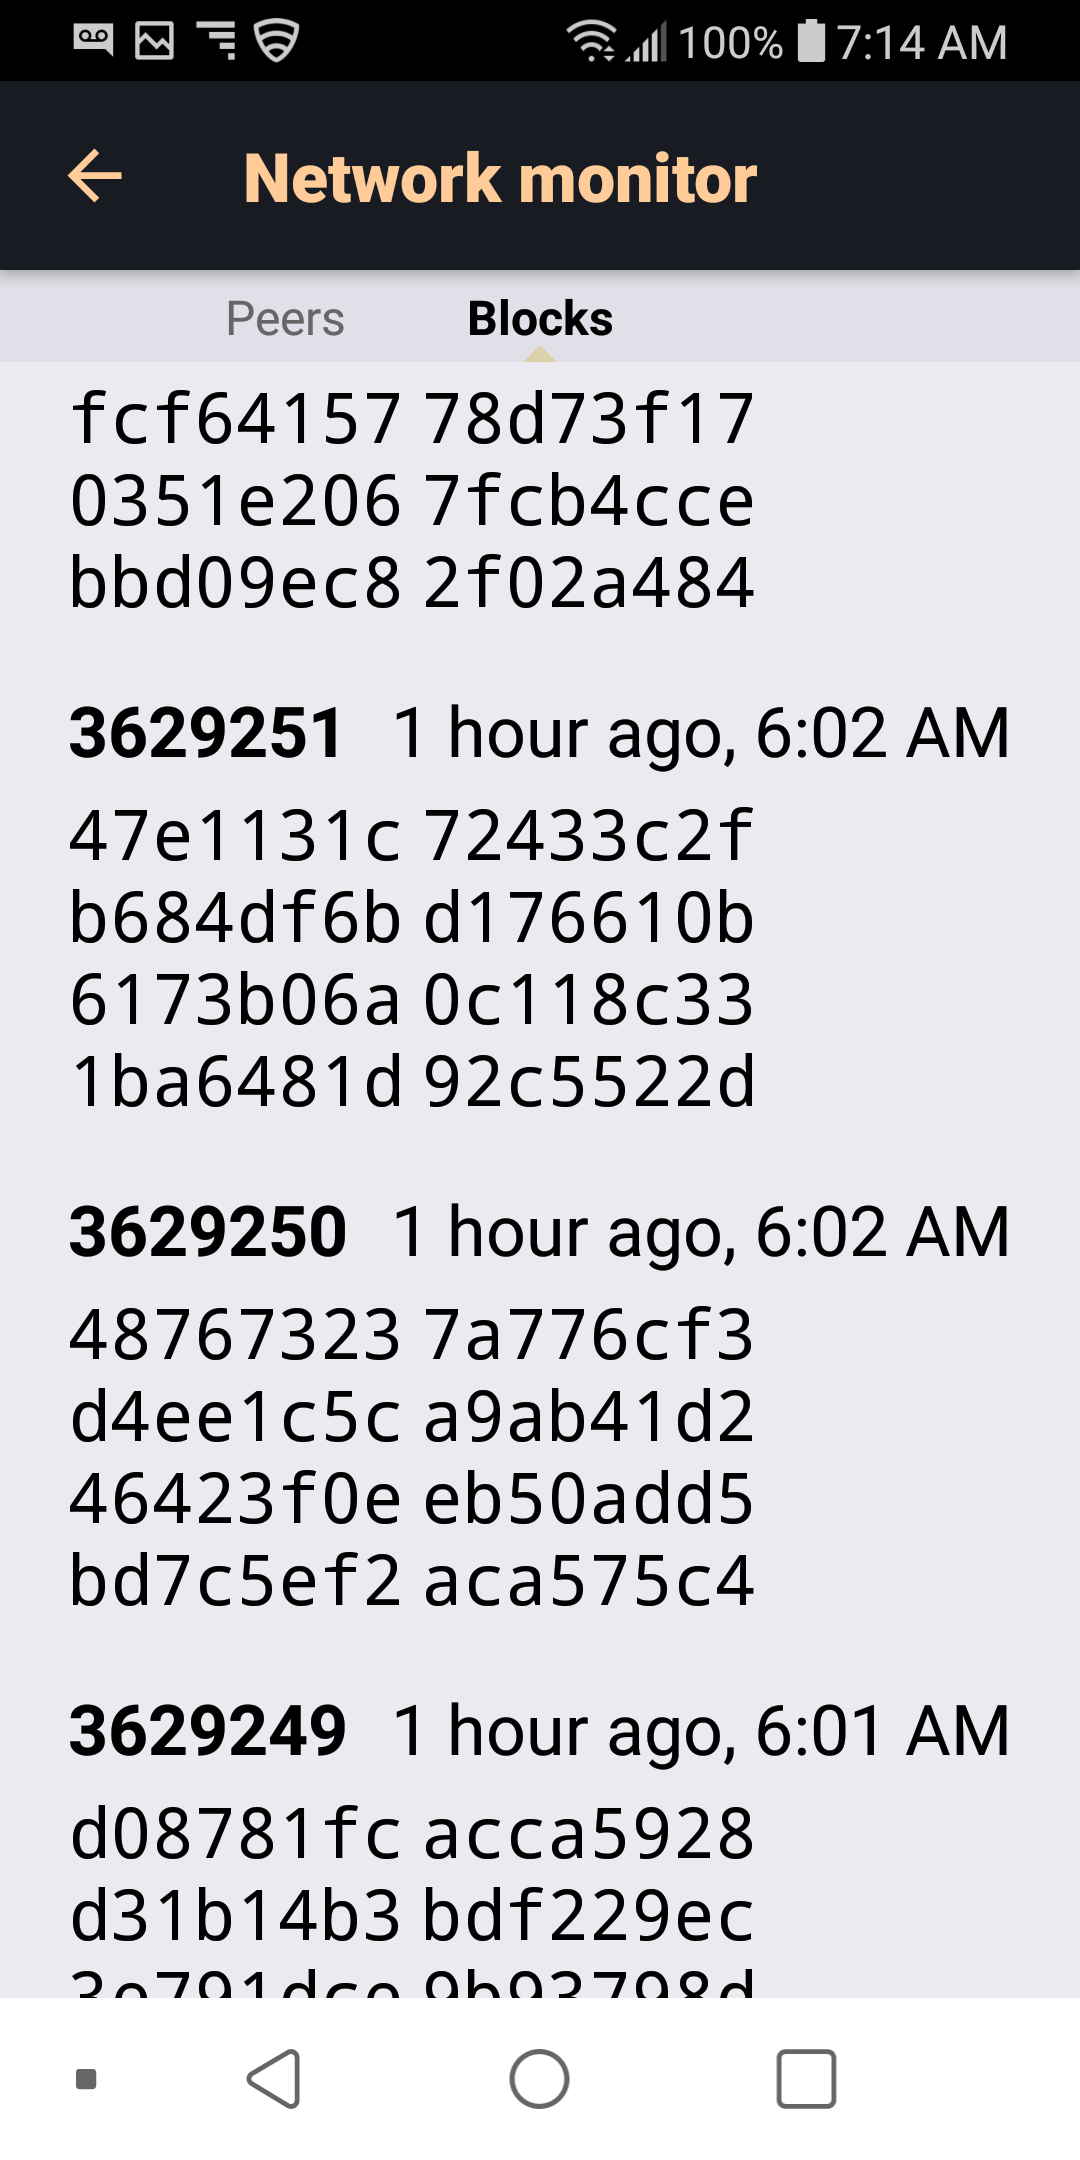 100% 7:14 AM
Network monitor
Peers Blocks
fcf64157 78d73f17
0351e206 7fcb4cce
bbd09ec8 2f02a484
3629251 1 hour ago, 6:02 AM
47e1131c 72433c2f
b684df6b d176610b
6173b06a 0c118c33
1ba6481d 92c5522d
3629250 1 hour ago, 6:02 AM
48767323 7a776cf3
d4ee1c5c a9ab41d2
46423f0e eb50add5
bd7c5ef2 aca575c4
3629249 1 hour ago, 6:01 AM
d08781fc acca5928
d31b14b3 bdf229ec